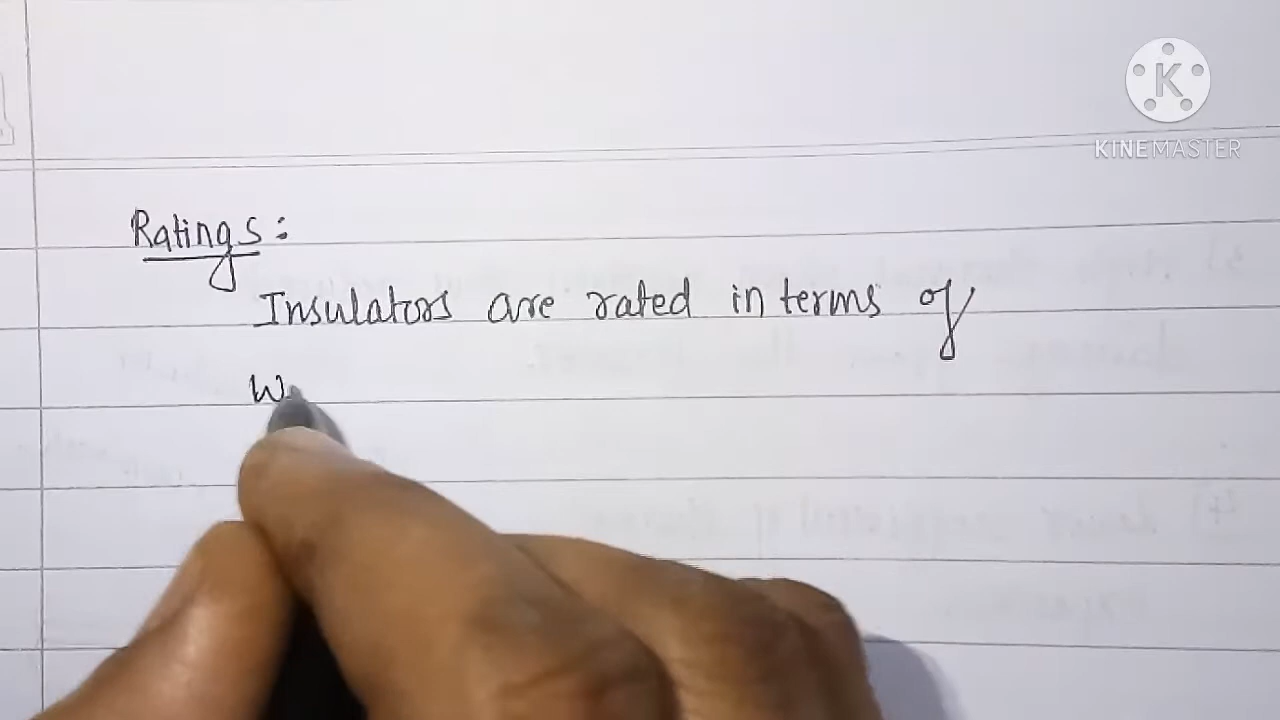 K
KINEMASTER
Ratings:
Insulators are rated in terms of
W